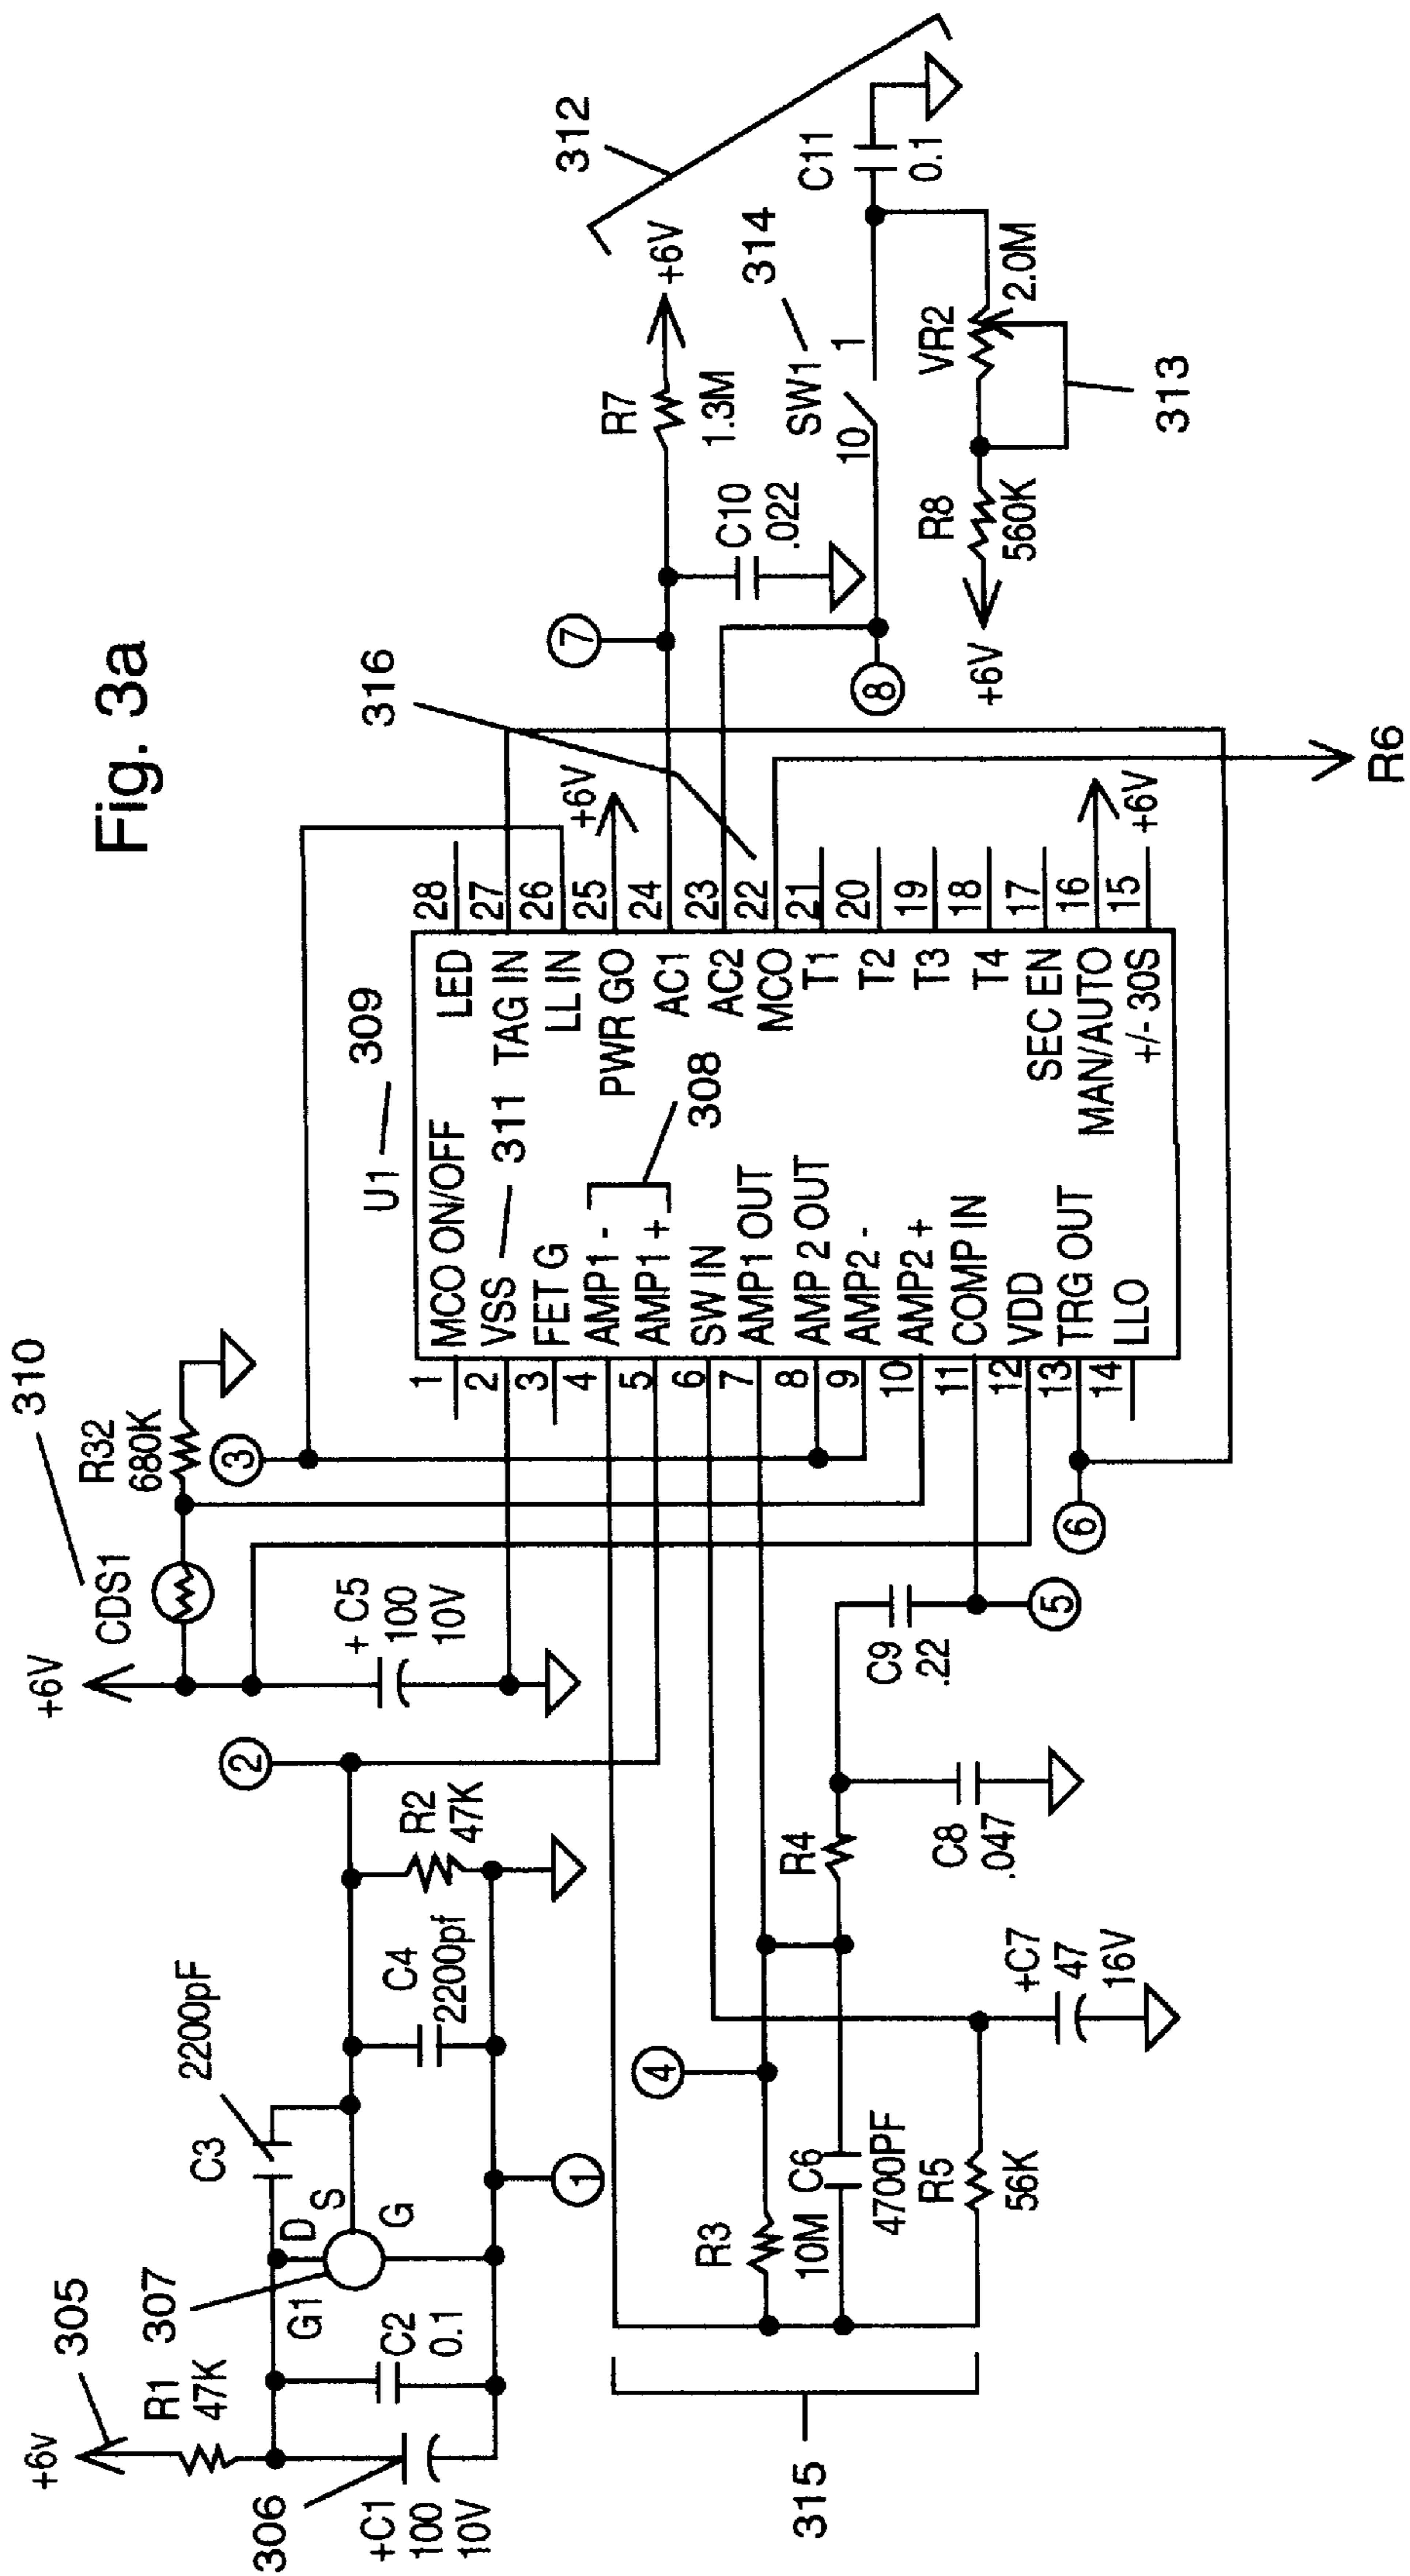 Fig. 3a
+6v
305
R1
47K
306
+C1
100
10V
307
G1
D
S
G
C2
0.1
C3
2200pF
C4
2200pf
R2
47K
1
2
+6V
CDS1
310
R32
680K
+ C5
100
10V
3
U1
309
1
MCO ON/OFF
2
VSS
311
3
FET G
4
AMP1 -
5
AMP1 +
308
6
SW IN
7
AMP1 OUT
8
AMP 2 OUT
9
AMP2 -
10
AMP2 +
11
COMP IN
12
VDD
13
TRG OUT
14
LLO
LED
28
TAG IN
27
LL IN
26
PWR GO
25
+6V
AC1
24
AC2
23
MCO
22
T1
21
T2
20
T3
19
T4
18
SEC EN
17
MAN/AUTO
16
+6V
+/- 30S
15
316
7
R7
1.3M
+6V
312
C10
.022
8
SW1
10
1
314
C11
0.1
+6V
R8
560K
VR2
2.0M
313
R6
315
R3
10M
4
C6
4700PF
R5
56K
+C7
47
16V
R4
C8
.047
C9
.22
5
6